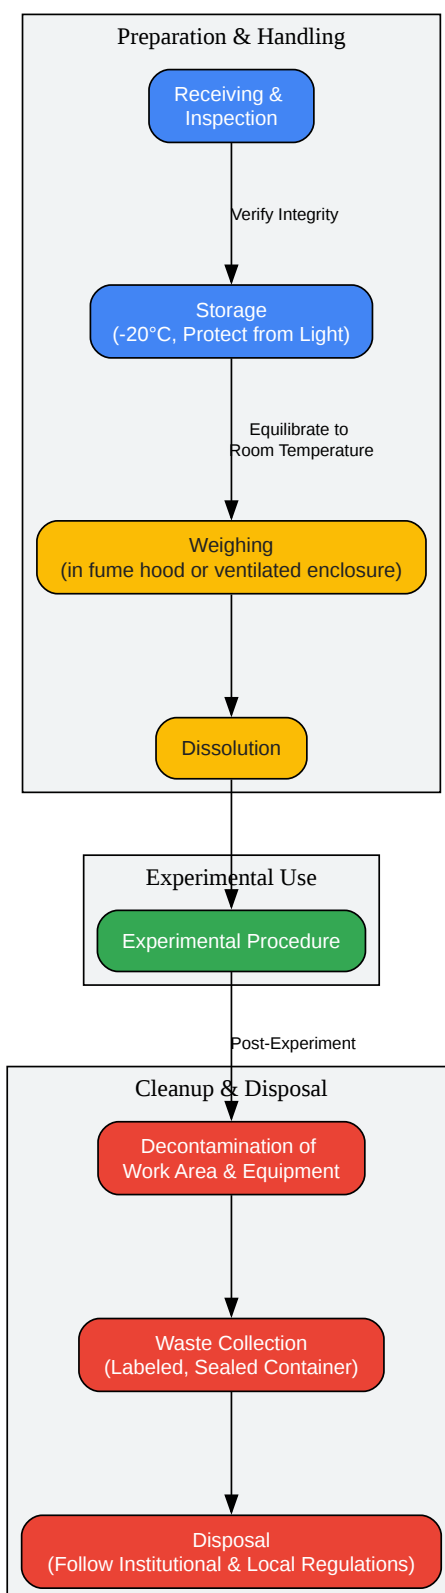 Preparation & Handling
Receiving &
Inspection
Verify Integrity
Storage
(-20°C, Protect from Light)
Equilibrate to
Room Temperature
Weighing
(in fume hood or ventilated enclosure)
Dissolution
Experimental Use
Experimental Procedure
Post-Experiment
Cleanup & Disposal
Decontamination of
Work Area & Equipment
Waste Collection
(Labeled, Sealed Container)
Disposal
(Follow Institutional & Local Regulations)